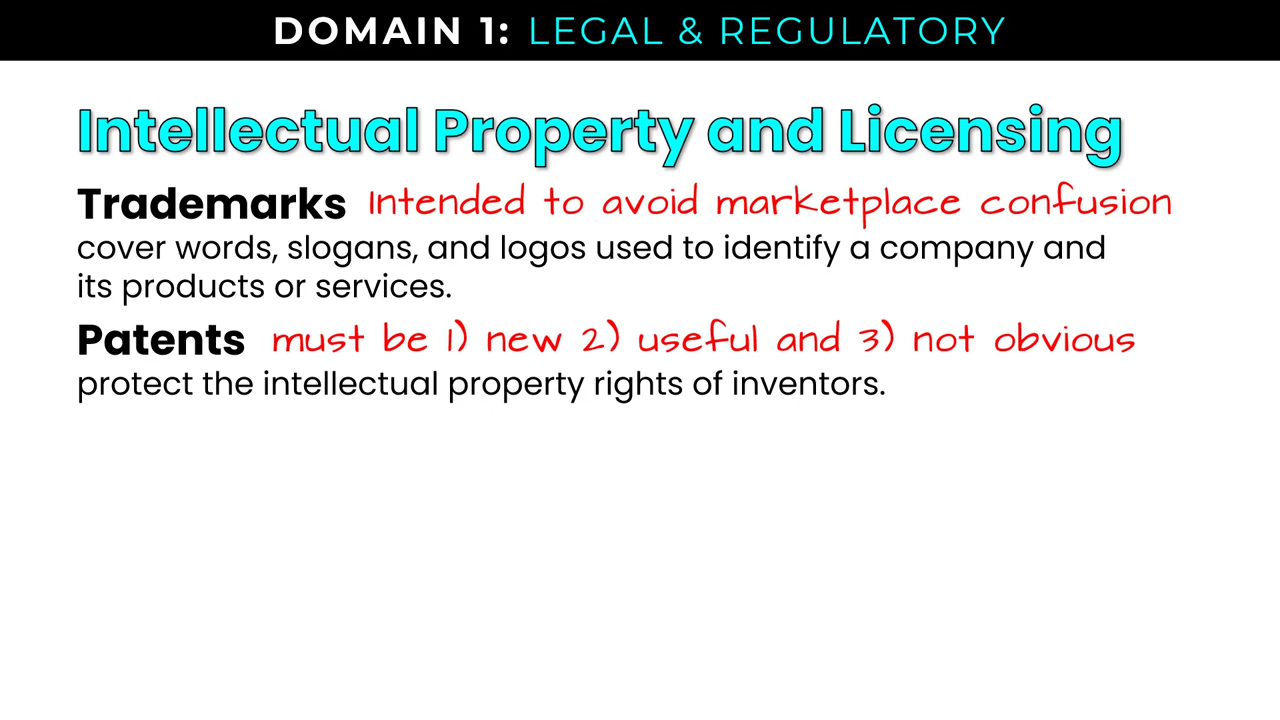 DOMAIN 1: LEGAL & REGULATORY
Intellectual Property and Licensing
Trademarks Intended to avoid marketplace confusion
cover words, slogans, and logos used to identify a company and
its products or services.
Patents must be 1) new 2) useful and 3) not obvious
protect the intellectual property rights of inventors.